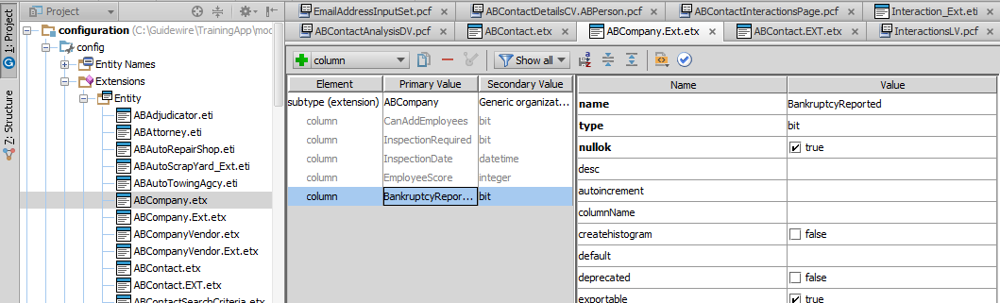 1: Project
Z: Structure
Project
configuration (C:\Guidewire\TrainingApp\mod
config
Entity Names
Extensions
Entity
ABAdjudicator.eti
ABAttorney.eti
ABAutoRepairShop.eti
ABAutoScrapYard_Ext.eti
ABAutoTowingAgcy.eti
ABCompany.etx
ABCompany.Ext.etx
ABCompanyVendor.etx
ABCompanyVendor.Ext.etx
ABContact.etx
ABContact.EXT.etx
ABContactSearchCriteria.etx
EmailAddressInputSet.pcf
ABContactDetailsCV.ABPerson.pcf
ABContactInteractionsPage.pcf
Interaction_Ext.eti
ABContactAnalysisDV.pcf
ABContact.etx
ABCompany.Ext.etx
ABContact.EXT.etx
InteractionsLV.pcf
column
Show all
Element Primary Value Secondary Value
subtype (extension) ABCompany Generic organizat...
column CanAddEmployees bit
column InspectionRequired bit
column InspectionDate datetime
column EmployeeScore integer
column BankruptcyRepor... bit
Name Value
name BankruptcyReported
type bit
nullok true
desc
autoincrement
columnName
createhistogram false
default
deprecated false
exportable true